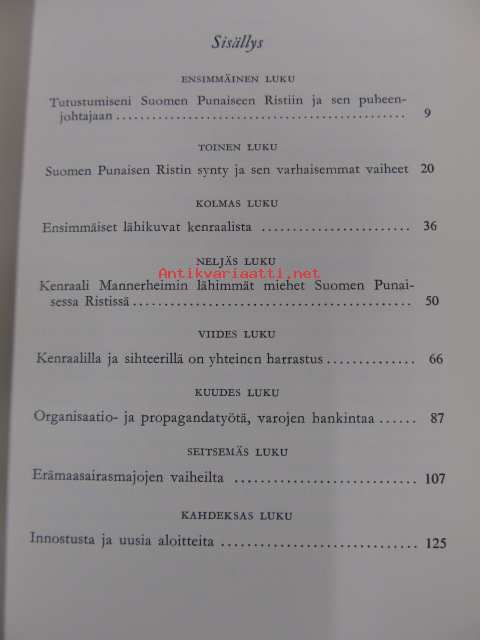 Sisällys
ENSIMMÄINEN LUKU
Tutustumiseni Suomen Punaiseen Ristiin ja sen puheen-
johtajaan ................................................ 9
TOINEN LUKU
Suomen Punaisen Ristin synty ja sen varhaisemmat vaiheet 20
KOLMAS LUKU
Ensimmäiset lähikuvat kenraalista ......................... 36
NELJÄS LUKU
Antikvariaatti.net
Kenraali Mannerheimin lähimmät miehet Suomen Punai-
sessa Ristissä .............................................. 50
VIIDES LUKU
Kenraalilla ja sihteerillä on yhteinen harrastus ............... 66
KUUDES LUKU
Organisaatio- ja propagandatyötä, varojen hankintaa ...... 87
SEITSEMÄS LUKU
Erämaasairasmajojen vaiheilta ............................... 107
KAHDEKSAS LUKU
Innostusta ja uusia aloitteita ................................. 125